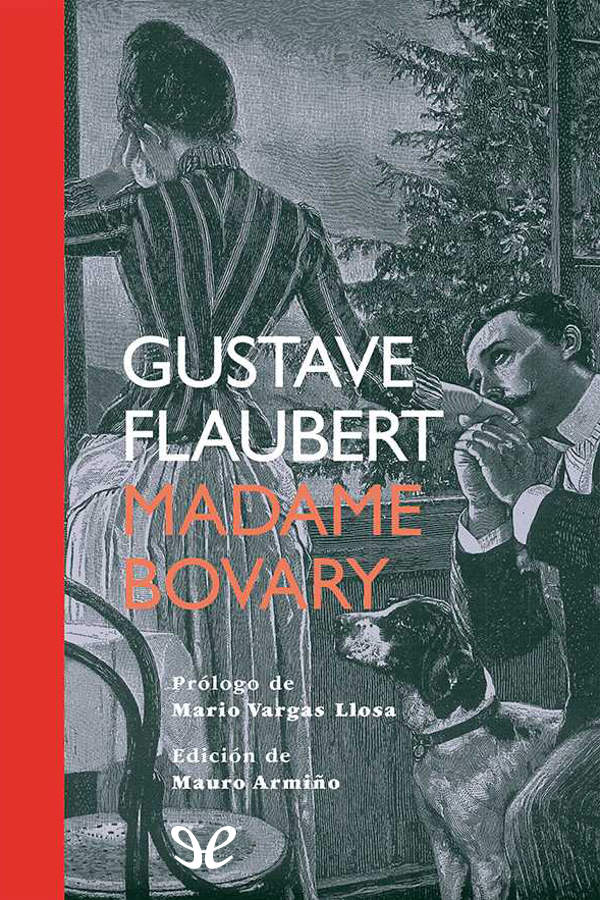 GUSTAVE
FLAUBERT
MADAME
BOVARY
Prólogo de
Mario Vargas Llosa
Edición de
Mauro Armiño